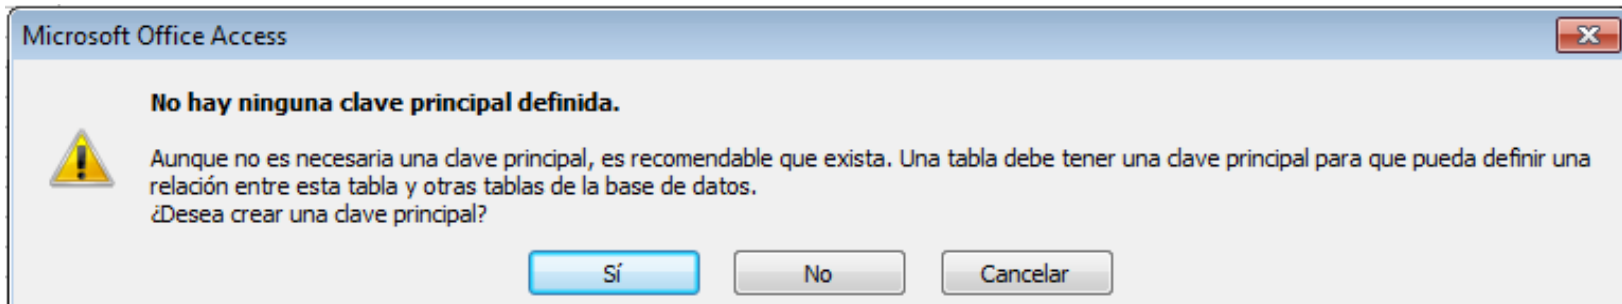 Microsoft Office Access
No hay ninguna clave principal definida.
Aunque no es necesaria una clave principal, es recomendable que exista. Una tabla debe tener una clave principal para que pueda definir una
relación entre esta tabla y otras tablas de la base de datos.
¿Desea crear una clave principal?
Sí
No
Cancelar